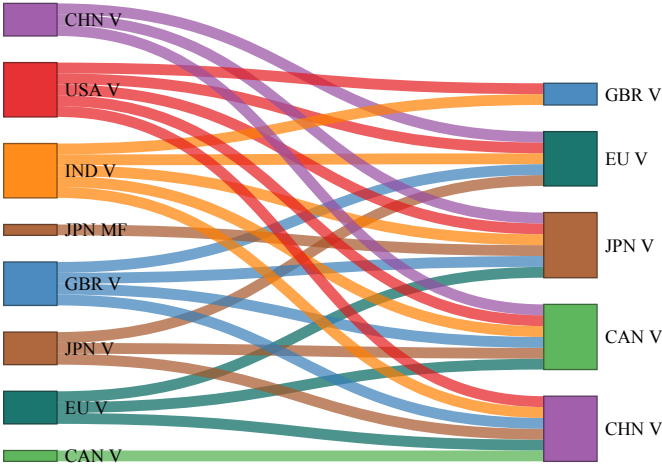 CHN V
USA V
IND V
JPN MF
GBR V
JPN V
EU V
CAN V
GBR V
EU V
JPN V
CAN V
CHN V